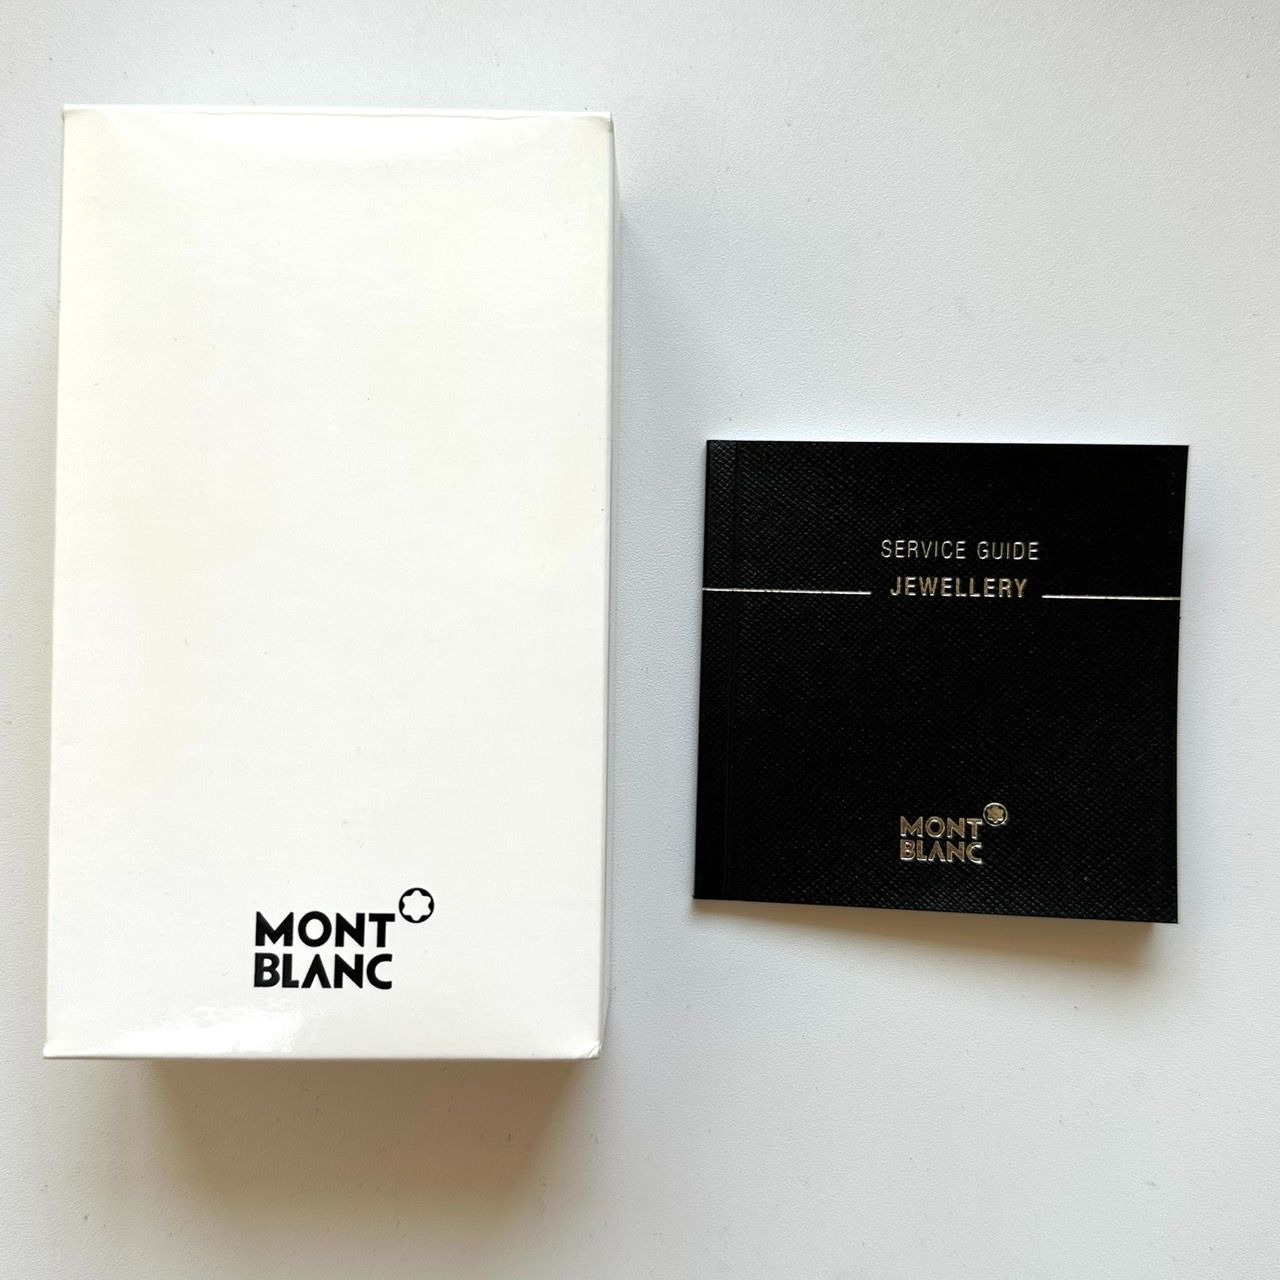 MONT
BLANC
SERVICE GUIDE
JEWELLERY
MONT
BLANC